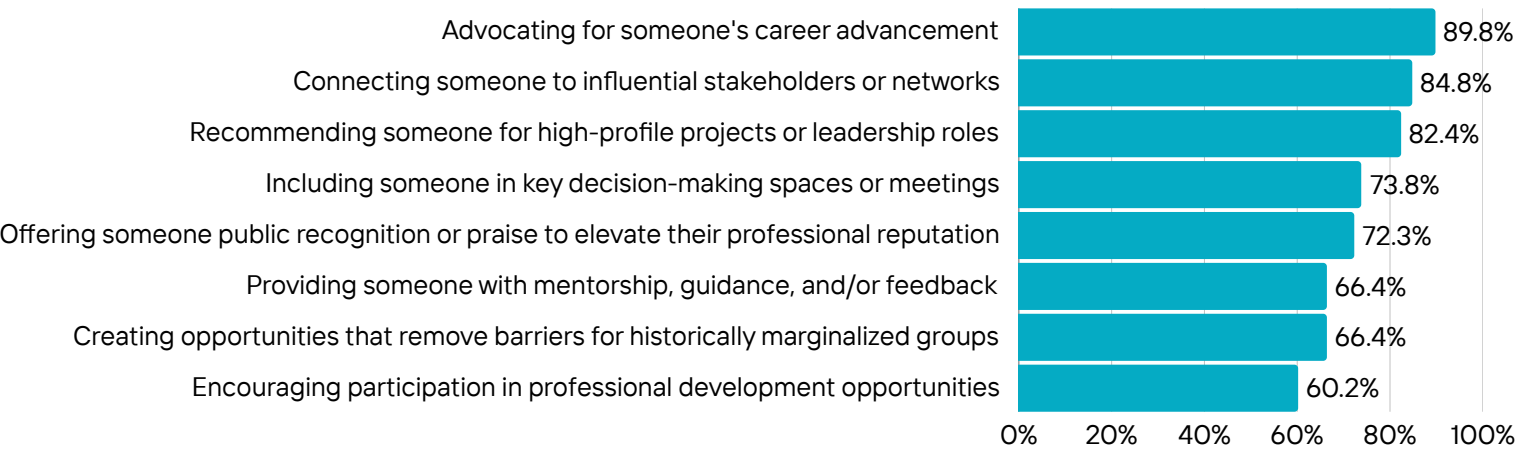 Advocating for someone's career advancement 89.8%
Connecting someone to influential stakeholders or networks 84.8%
Recommending someone for high-profile projects or leadership roles 82.4%
Including someone in key decision-making spaces or meetings 73.8%
Offering someone public recognition or praise to elevate their professional reputation 72.3%
Providing someone with mentorship, guidance, and/or feedback 66.4%
Creating opportunities that remove barriers for historically marginalized groups 66.4%
Encouraging participation in professional development opportunities 60.2%
0% 20% 40% 60% 80% 100%